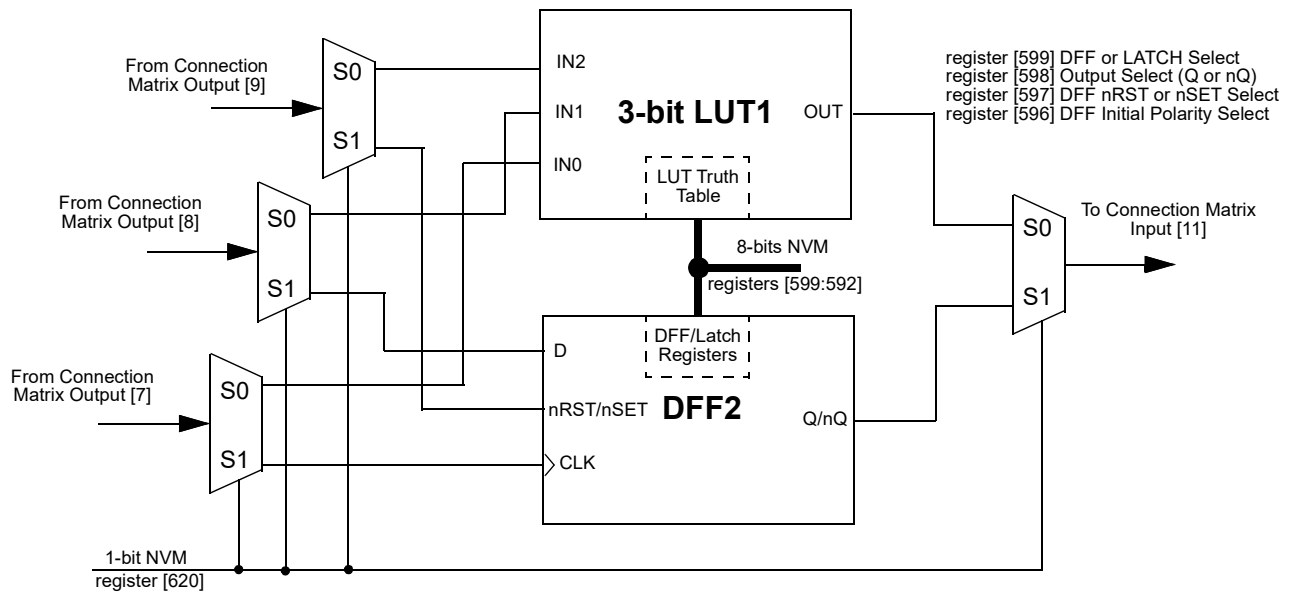 From Connection
Matrix Output [9]
S0
S1
From Connection
Matrix Output [8]
S0
S1
From Connection
Matrix Output [7]
S0
S1
1-bit NVM
register [620]
IN2
IN1
IN0
3-bit LUT1
OUT
LUT Truth
Table
8-bits NVM
registers [599:592]
DFF/Latch
Registers
D
nRST/nSET
DFF2
CLK
Q/nQ
register [599] DFF or LATCH Select
register [598] Output Select (Q or nQ)
register [597] DFF nRST or nSET Select
register [596] DFF Initial Polarity Select
S0
S1
To Connection Matrix
Input [11]